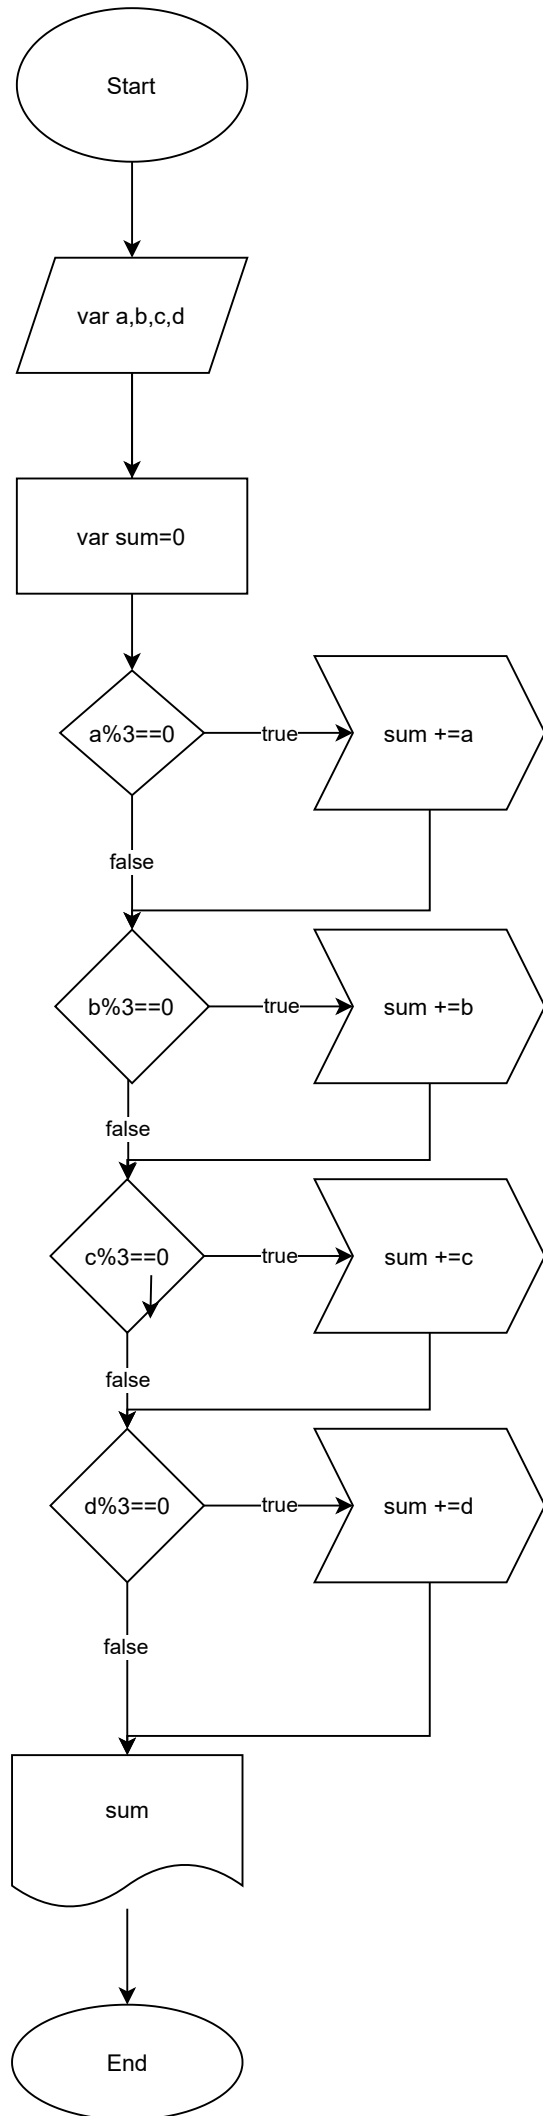 Start
var a,b,c,d
var sum=0
a%3==0
true
sum +=a
false
b%3==0
true
sum +=b
false
c%3==0
true
sum +=c
false
d%3==0
true
sum +=d
false
sum
End